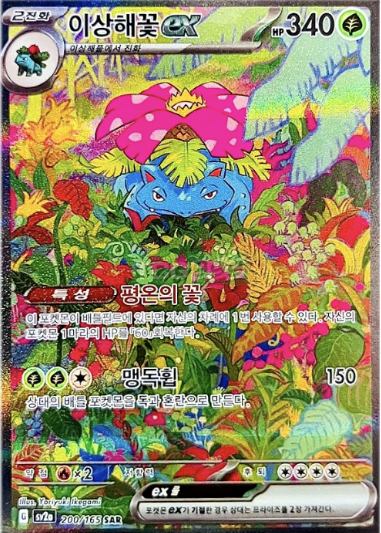 2진화 이상해꽃ex HP 340
이상해풀에서 진화
특성 평온의 꽃
이 포켓몬이 배틀필드에 있다면 자신의 차례에 1번 사용할 수 있다. 자신의
포켓몬 1마리의 HP를 「60」회복한다.
맹독휩 150
상대의 배틀 포켓몬을 독과 혼란으로 만든다.
약점 ×2 저항력 후퇴
Illus. Yoriyuki Ikegami
G sv2a 200/165 SAR
ex 룰
포켓몬 ex가 기절한 경우 상대는 프라이즈를 2장 가져간다.